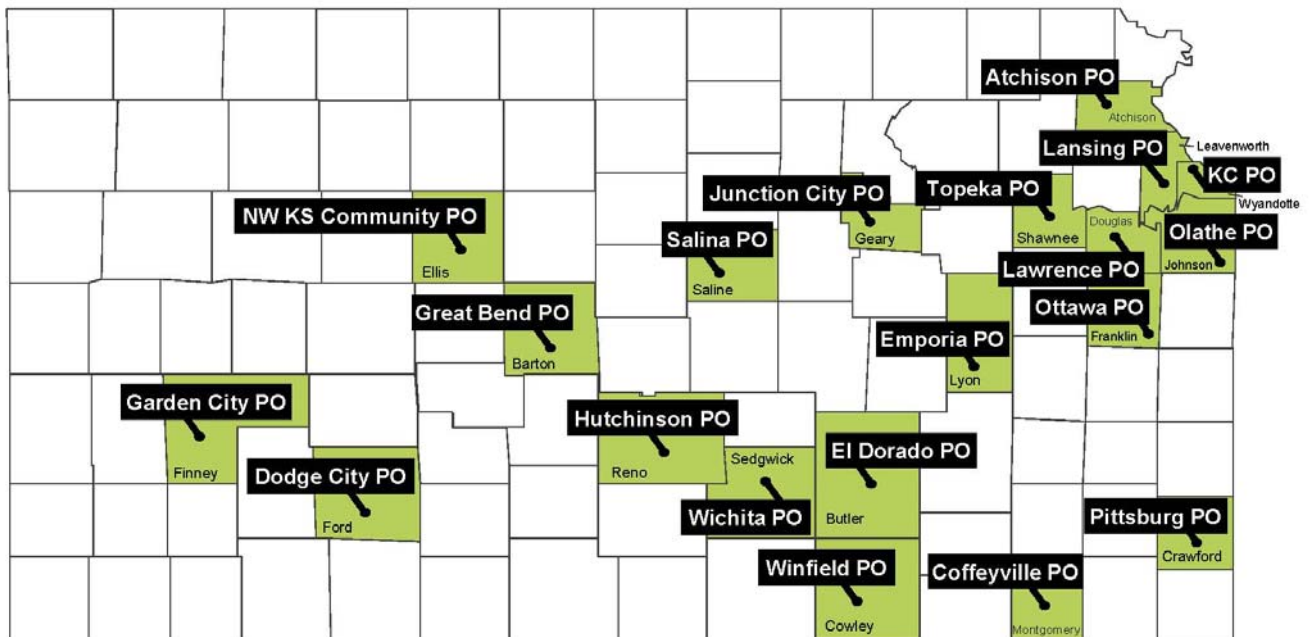 Atchison PO
Atchison
Leavenworth
Lansing PO
KC PO
Wyandotte
Junction City PO
Geary
Topeka PO
Shawnee
Douglas
Lawrence PO
Olathe PO
Johnson
NW KS Community PO
Ellis
Salina PO
Saline
Great Bend PO
Barton
Ottawa PO
Franklin
Emporia PO
Lyon
Garden City PO
Finney
Hutchinson PO
Reno
Dodge City PO
Ford
Sedgwick
Wichita PO
El Dorado PO
Butler
Pittsburg PO
Crawford
Winfield PO
Cowley
Coffeyville PO
Montgomery